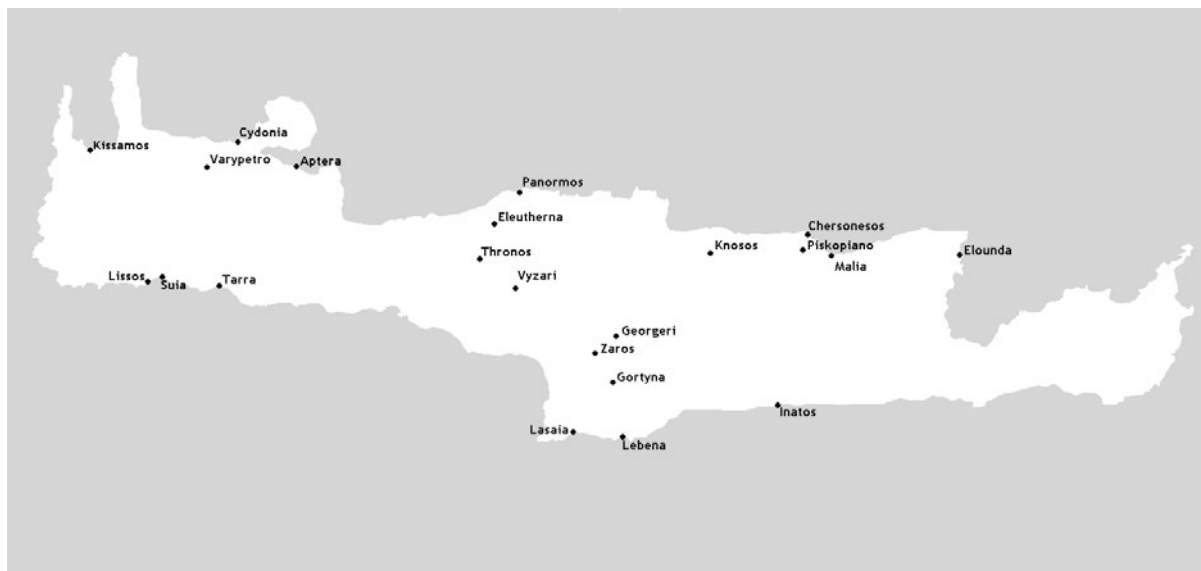 Cydonia
Kissamos
Varypetro
Aptera
Panormos
Eleutherna
Chersonesos
Thronos
Knosos
Piskopiano
Elounda
Malia
Lissos
Suia
Tarra
Vyzari
Georgeri
Zaros
Gortyna
Inatos
Lasaia
Lebena